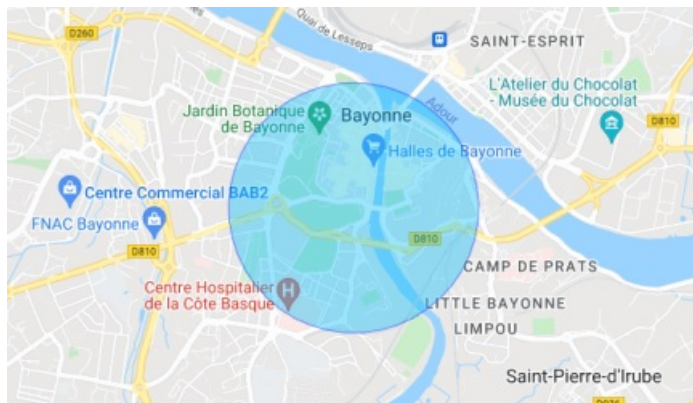 Quai de Lesseps
D260
SAINT-ESPRIT
L'Atelier du Chocolat
- Musée du Chocolat
Jardin Botanique
de Bayonne
Bayonne
Adour
D810
Halles de Bayonne
Centre Commercial BAB2
FNAC Bayonne
D810
D810
CAMP DE PRATS
Centre Hospitalier
de la Côte Basque
H
LITTLE BAYONNE
LIMPOU
Saint-Pierre-d'Irube